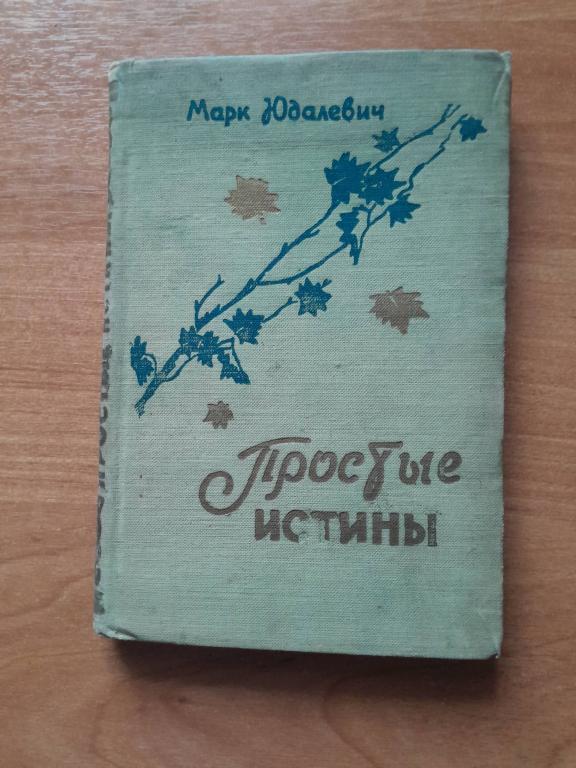 Марк Юдалевич
Простые
истины